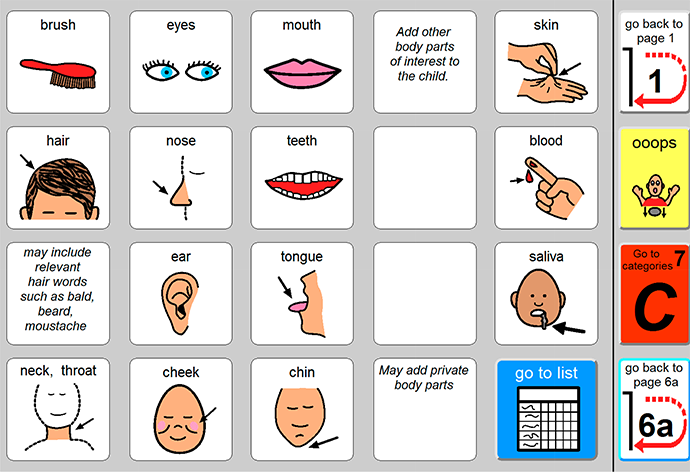 brush
eyes
mouth
Add other
body parts
of interest to
the child.
skin
go back to
page 1
1
hair
nose
teeth
blood
ooops
may include
relevant
hair words
such as bald,
beard,
moustache
ear
tongue
saliva
Go to
categories
7
C
neck, throat
cheek
chin
May add private
body parts
go to list
go back to
page 6a
6a